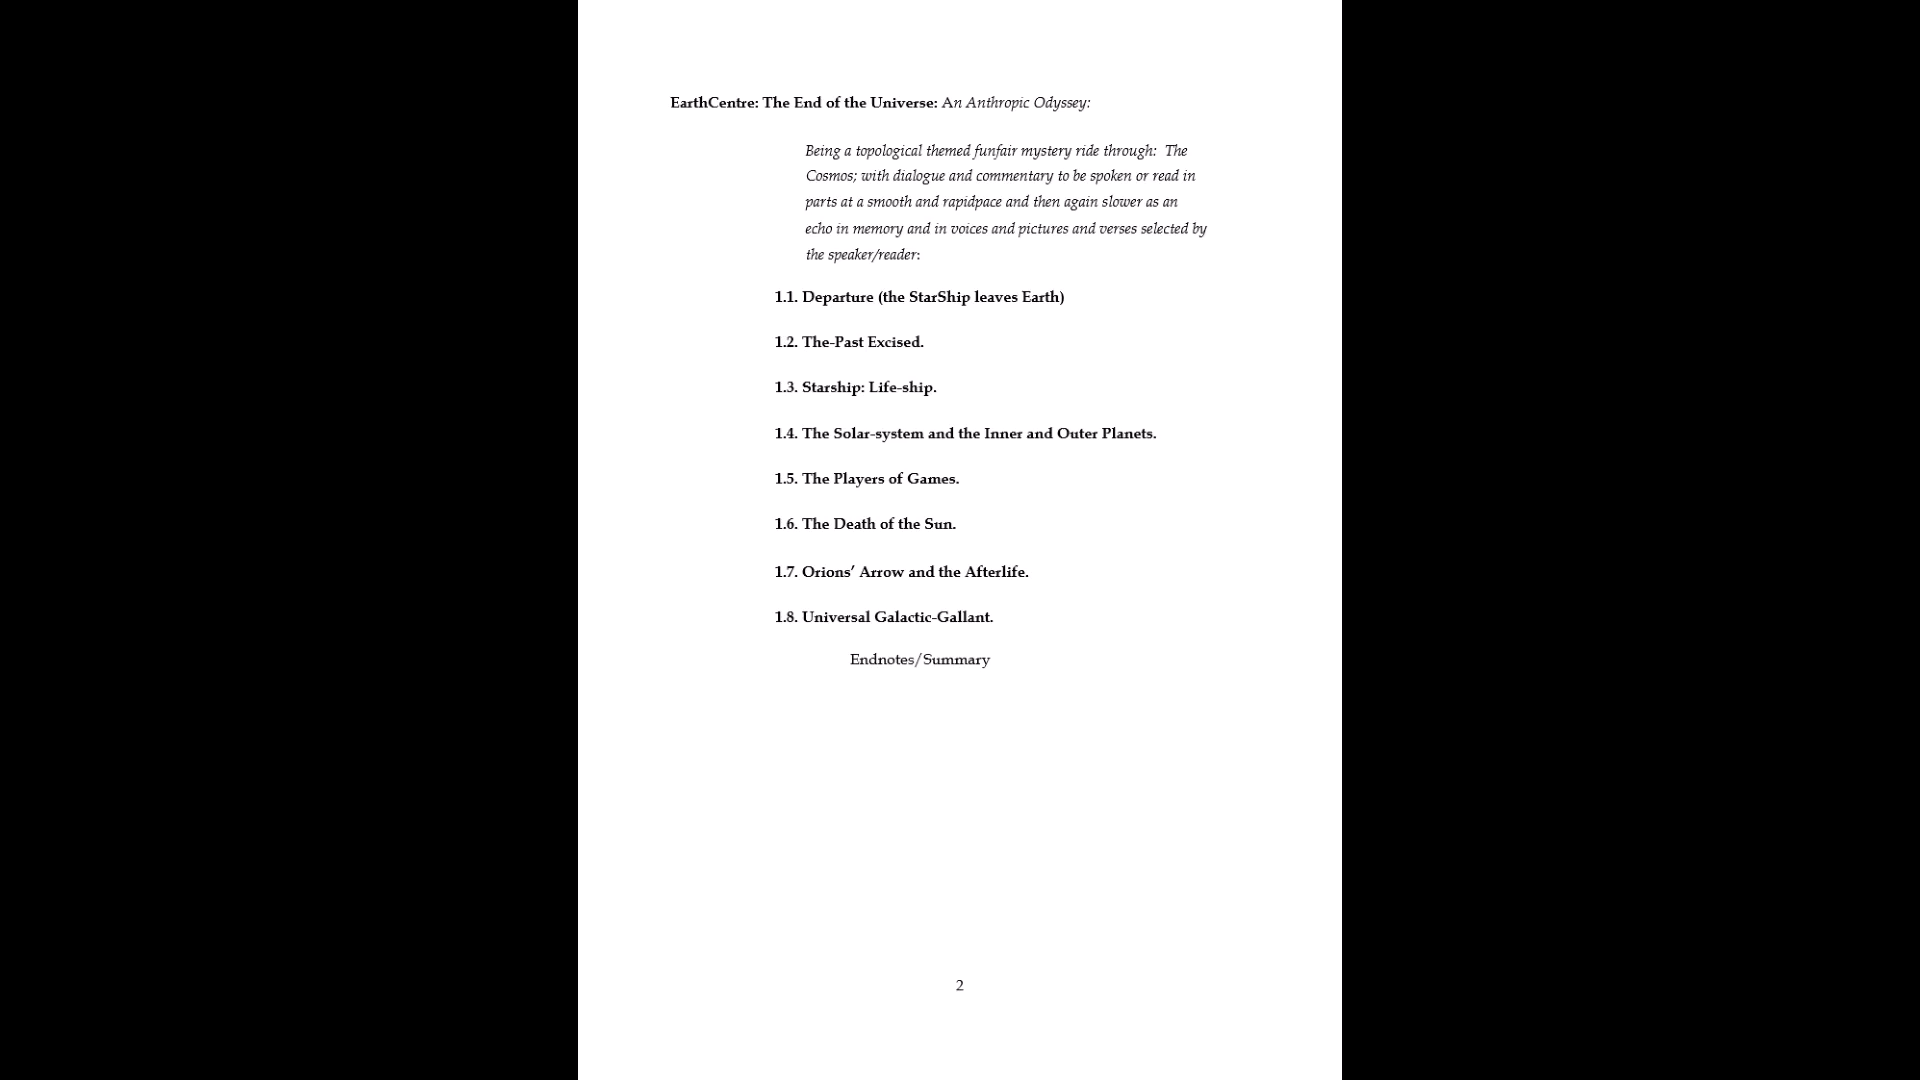 EarthCentre: The End of the Universe: An Anthropic Odyssey:
Being a topological themed funfair mystery ride through:  The
Cosmos; with dialogue and commentary to be spoken or read in
parts at a smooth and rapidpace and then again slower as an
echo in memory and in voices and pictures and verses selected by
the speaker/reader:
1.1. Departure (the StarShip leaves Earth)
1.2. The-Past Excised.
1.3. Starship: Life-ship.
1.4. The Solar-system and the Inner and Outer Planets.
1.5. The Players of Games.
1.6. The Death of the Sun.
1.7. Orions’ Arrow and the Afterlife.
1.8. Universal Galactic-Gallant.
Endnotes/Summary
2